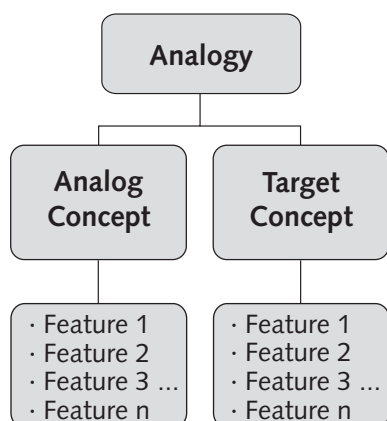 Analogy
Analog
Concept
Target
Concept
· Feature 1
· Feature 2
· Feature 3 ...
· Feature n
· Feature 1
· Feature 2
· Feature 3 ...
· Feature n